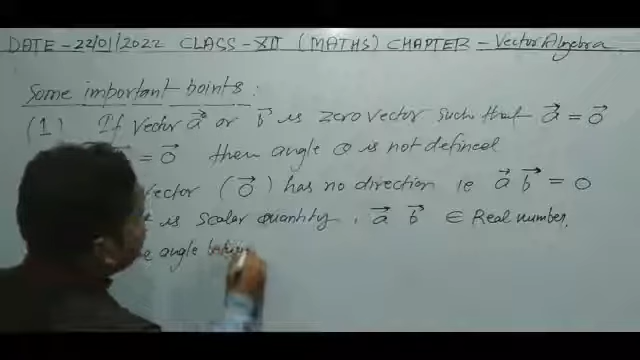 DATE - 22/01/2022 CLASS - XII (MATHS) CHAPTER - Vector Algebra
Some important points :
(1) If vector a⃗ or b⃗ is zero vector such that a⃗ = 0⃗
= 0⃗ then angle θ is not defined
vector (0⃗) has no direction ie a⃗ b⃗ = 0
is scalar quantity, a⃗ b⃗ ∈ Real number.
angle